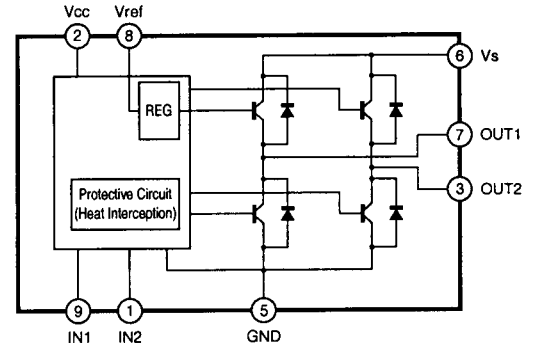 Vcc Vref
2 8
6 Vs
REG
7 OUT1
Protective Circuit
(Heat Interception)
3 OUT2
9 1 5
IN1 IN2 GND